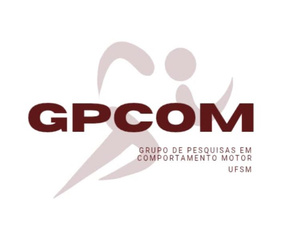 GPCOM
GRUPO DE PESQUISAS EM
COMPORTAMENTO MOTOR
UFSM